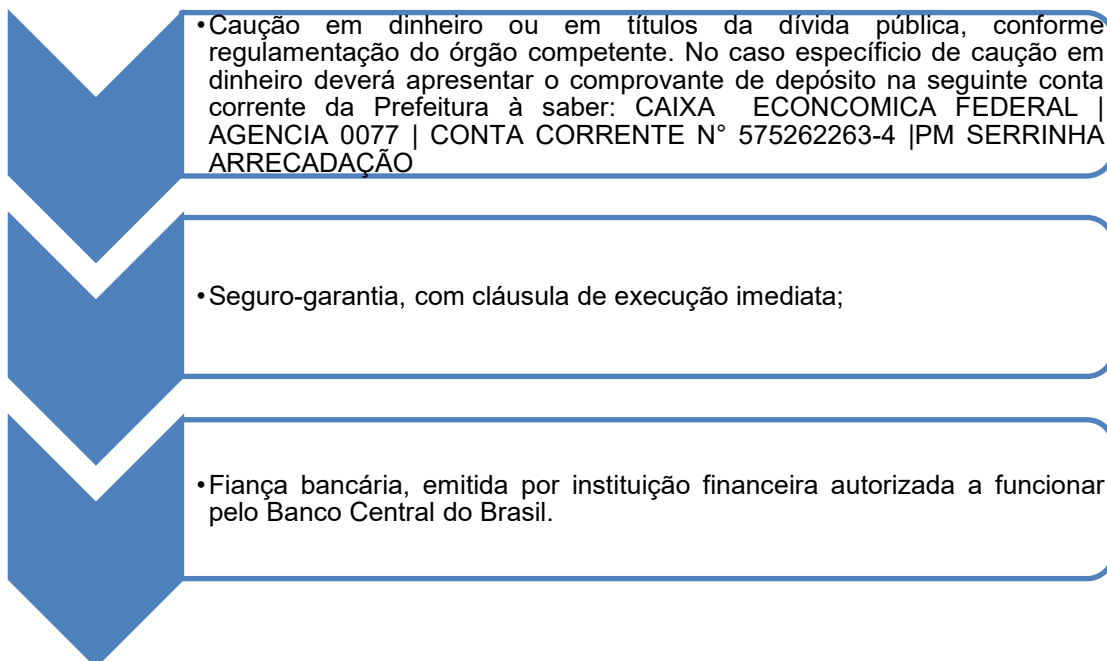 •Caução em dinheiro ou em títulos da dívida pública, conforme
regulamentação do órgão competente. No caso específicio de caução em
dinheiro deverá apresentar o comprovante de depósito na seguinte conta
corrente da Prefeitura à saber: CAIXA ECONCOMICA FEDERAL |
AGENCIA 0077 | CONTA CORRENTE N° 575262263-4 |PM SERRINHA
ARRECADAÇÃO
•Seguro-garantia, com cláusula de execução imediata;
•Fiança bancária, emitida por instituição financeira autorizada a funcionar
pelo Banco Central do Brasil.